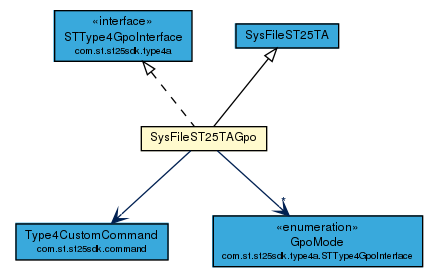 «interface»
STType4GpoInterface
com.st.st25sdk.type4a
SysFileST25TA
SysFileST25TAGpo
Type4CustomCommand
com.st.st25sdk.command
*
«enumeration»
GpoMode
com.st.st25sdk.type4a.STType4GpoInterface